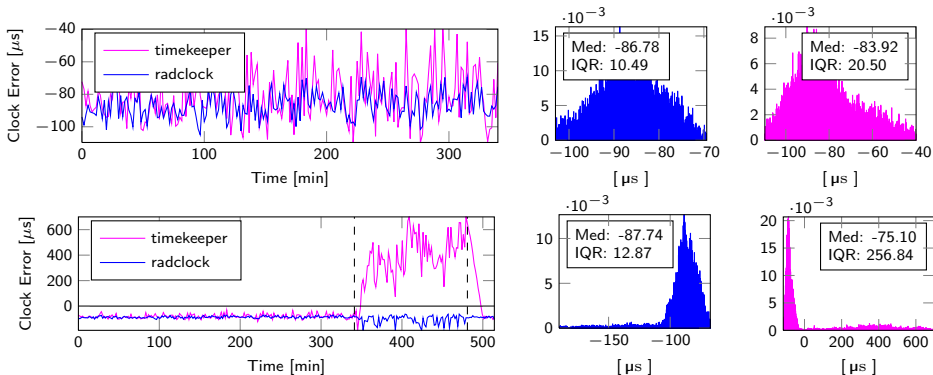 Clock Error [μs]
−40
−60
−80
−100
timekeeper
radclock
0 100 200 300
Time [min]
·10−3
15
10
5
0
Med: -86.78
IQR: 10.49
−100 −90 −80 −70
[ μs ]
·10−3
8
6
4
2
0
Med: -83.92
IQR: 20.50
−100 −80 −60 −40
[ μs ]
Clock Error [μs]
600
400
200
0
timekeeper
radclock
0 100 200 300 400 500
Time [min]
·10−3
10
5
0
Med: -87.74
IQR: 12.87
−150 −100
[ μs ]
·10−3
20
15
10
5
0
Med: -75.10
IQR: 256.84
0 200 400 600
[ μs ]